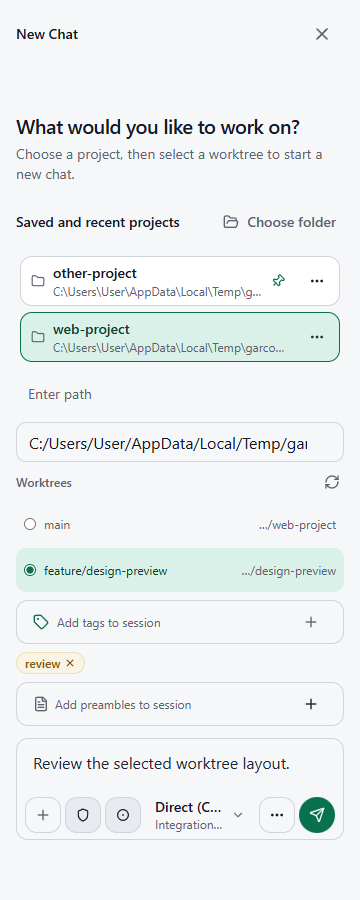 New Chat
What would you like to work on?
Choose a project, then select a worktree to start a
new chat.
Saved and recent projects
Choose folder
other-project
C:\Users\User\AppData\Local\Temp\g...
web-project
C:\Users\User\AppData\Local\Temp\garco...
Enter path
C:/Users/User/AppData/Local/Temp/gar
Worktrees
main
.../web-project
feature/design-preview
.../design-preview
Add tags to session
review
Add preambles to session
Review the selected worktree layout.
Direct (C...
Integration...